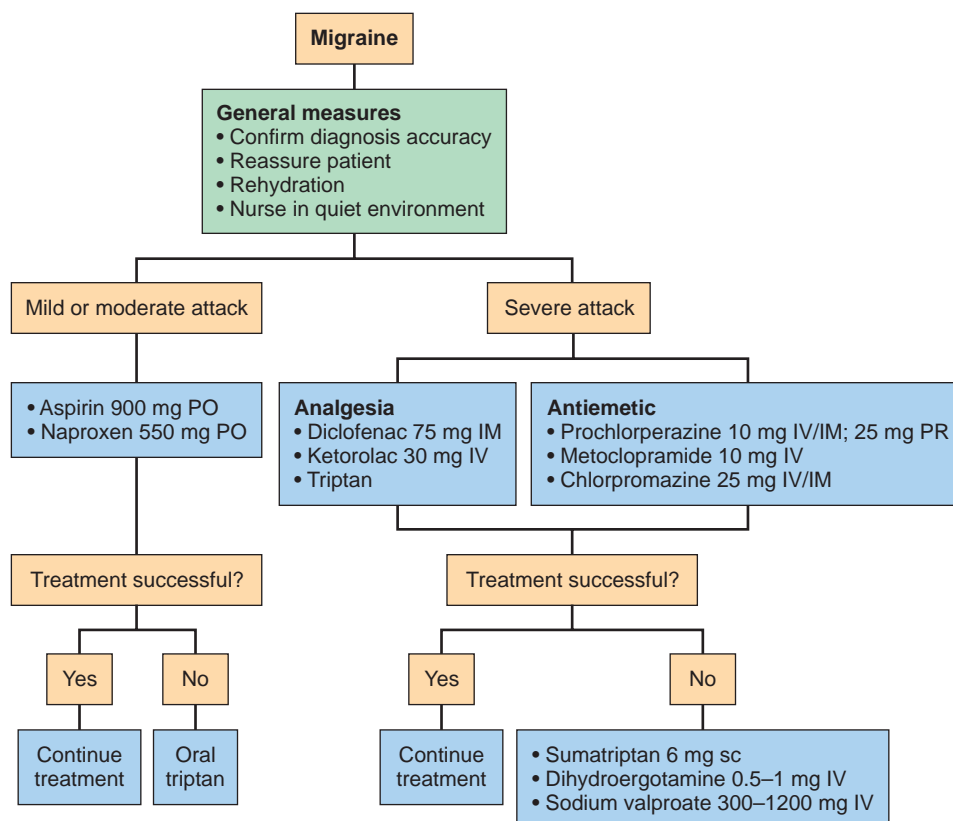 Migraine
General measures
• Confirm diagnosis accuracy
• Reassure patient
• Rehydration
• Nurse in quiet environment
Mild or moderate attack
Severe attack
• Aspirin 900 mg PO
• Naproxen 550 mg PO
Analgesia
• Diclofenac 75 mg IM
• Ketorolac 30 mg IV
• Triptan
Antiemetic
• Prochlorperazine 10 mg IV/IM; 25 mg PR
• Metoclopramide 10 mg IV
• Chlorpromazine 25 mg IV/IM
Treatment successful?
Treatment successful?
Yes
No
Yes
No
Continue
treatment
Oral
triptan
Continue
treatment
• Sumatriptan 6 mg sc
• Dihydroergotamine 0.5–1 mg IV
• Sodium valproate 300–1200 mg IV